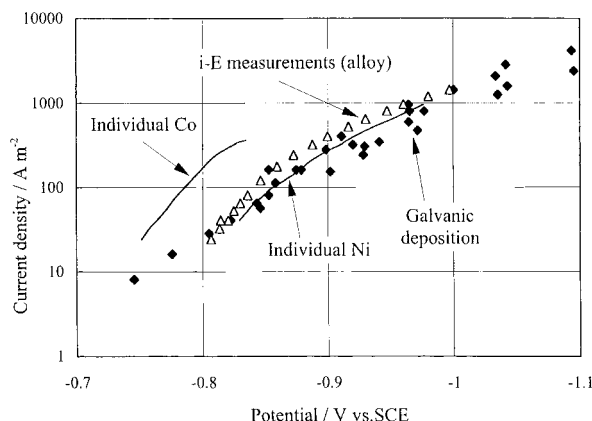 10000
i-E measurements (alloy)
1000
Individual Co
100
Galvanic
deposition
Individual Ni
10
1
-0.7 -0.8 -0.9 -1 -1.1
Current density / A m-2
Potential / V vs.SCE